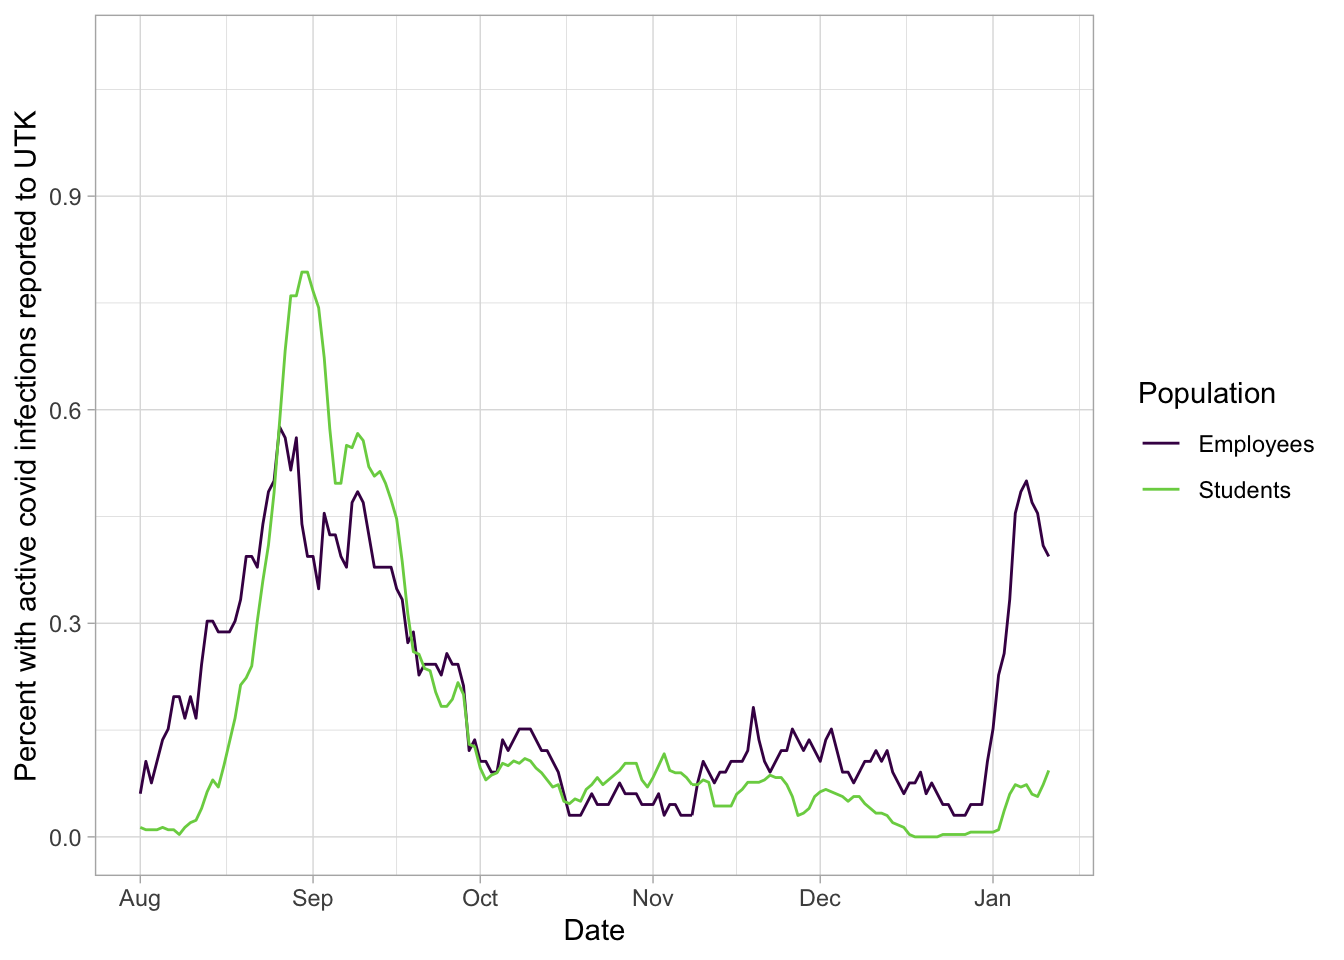 Percent with active covid infections reported to UTK
0.9
0.6
0.3
0.0
Aug Sep Oct Nov Dec Jan
Date
Population
Employees
Students